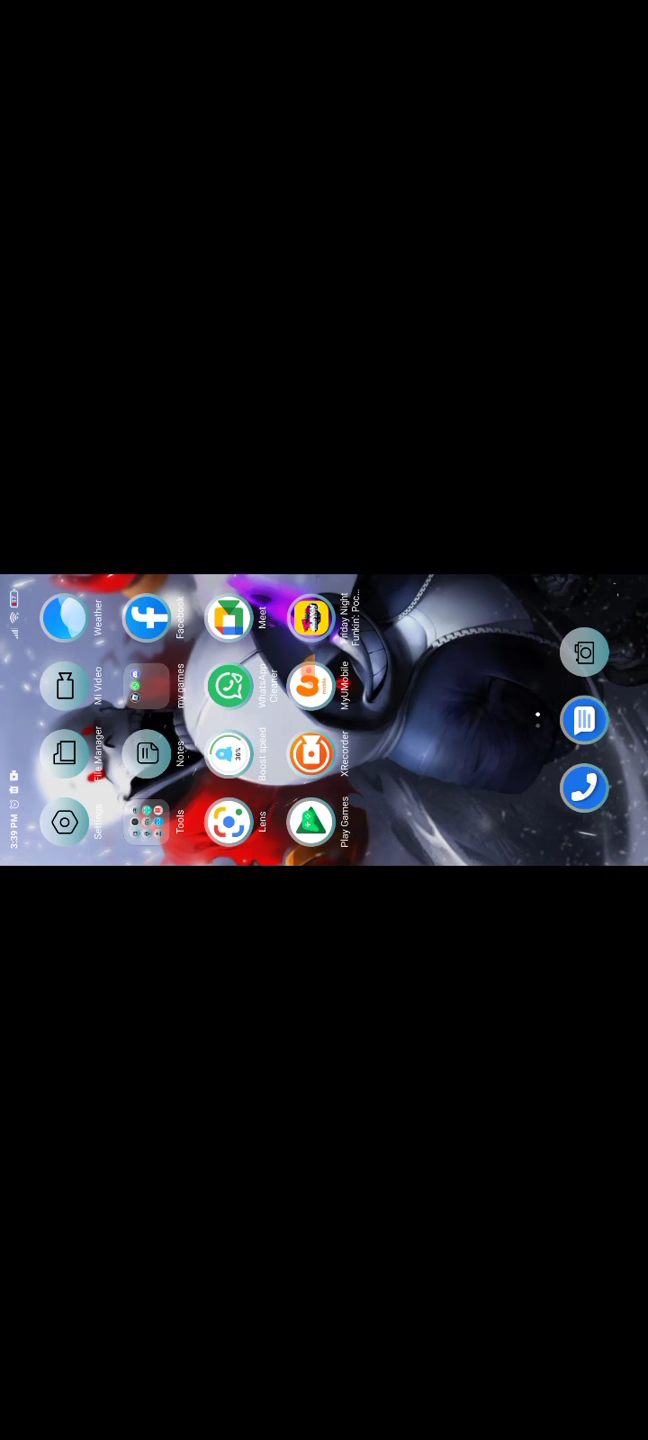 3:39 PM
Settings
File Manager
Mi Video
Weather
Tools
Notes
my games
Facebook
Lens
36%
Boost speed
WhatsApp
Cleaner
Meet
Play Games
XRecorder
MyUMobile
Friday Night
Funkin': Poc...